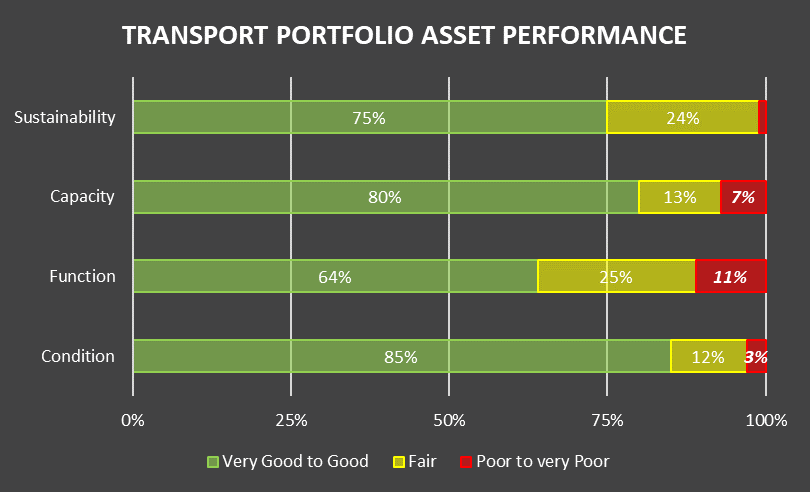 TRANSPORT PORTFOLIO ASSET PERFORMANCE
Sustainability 75% 24%
Capacity 80% 13% 7%
Function 64% 25% 11%
Condition 85% 12% 3%
0% 25% 50% 75% 100%
Very Good to Good Fair Poor to very Poor